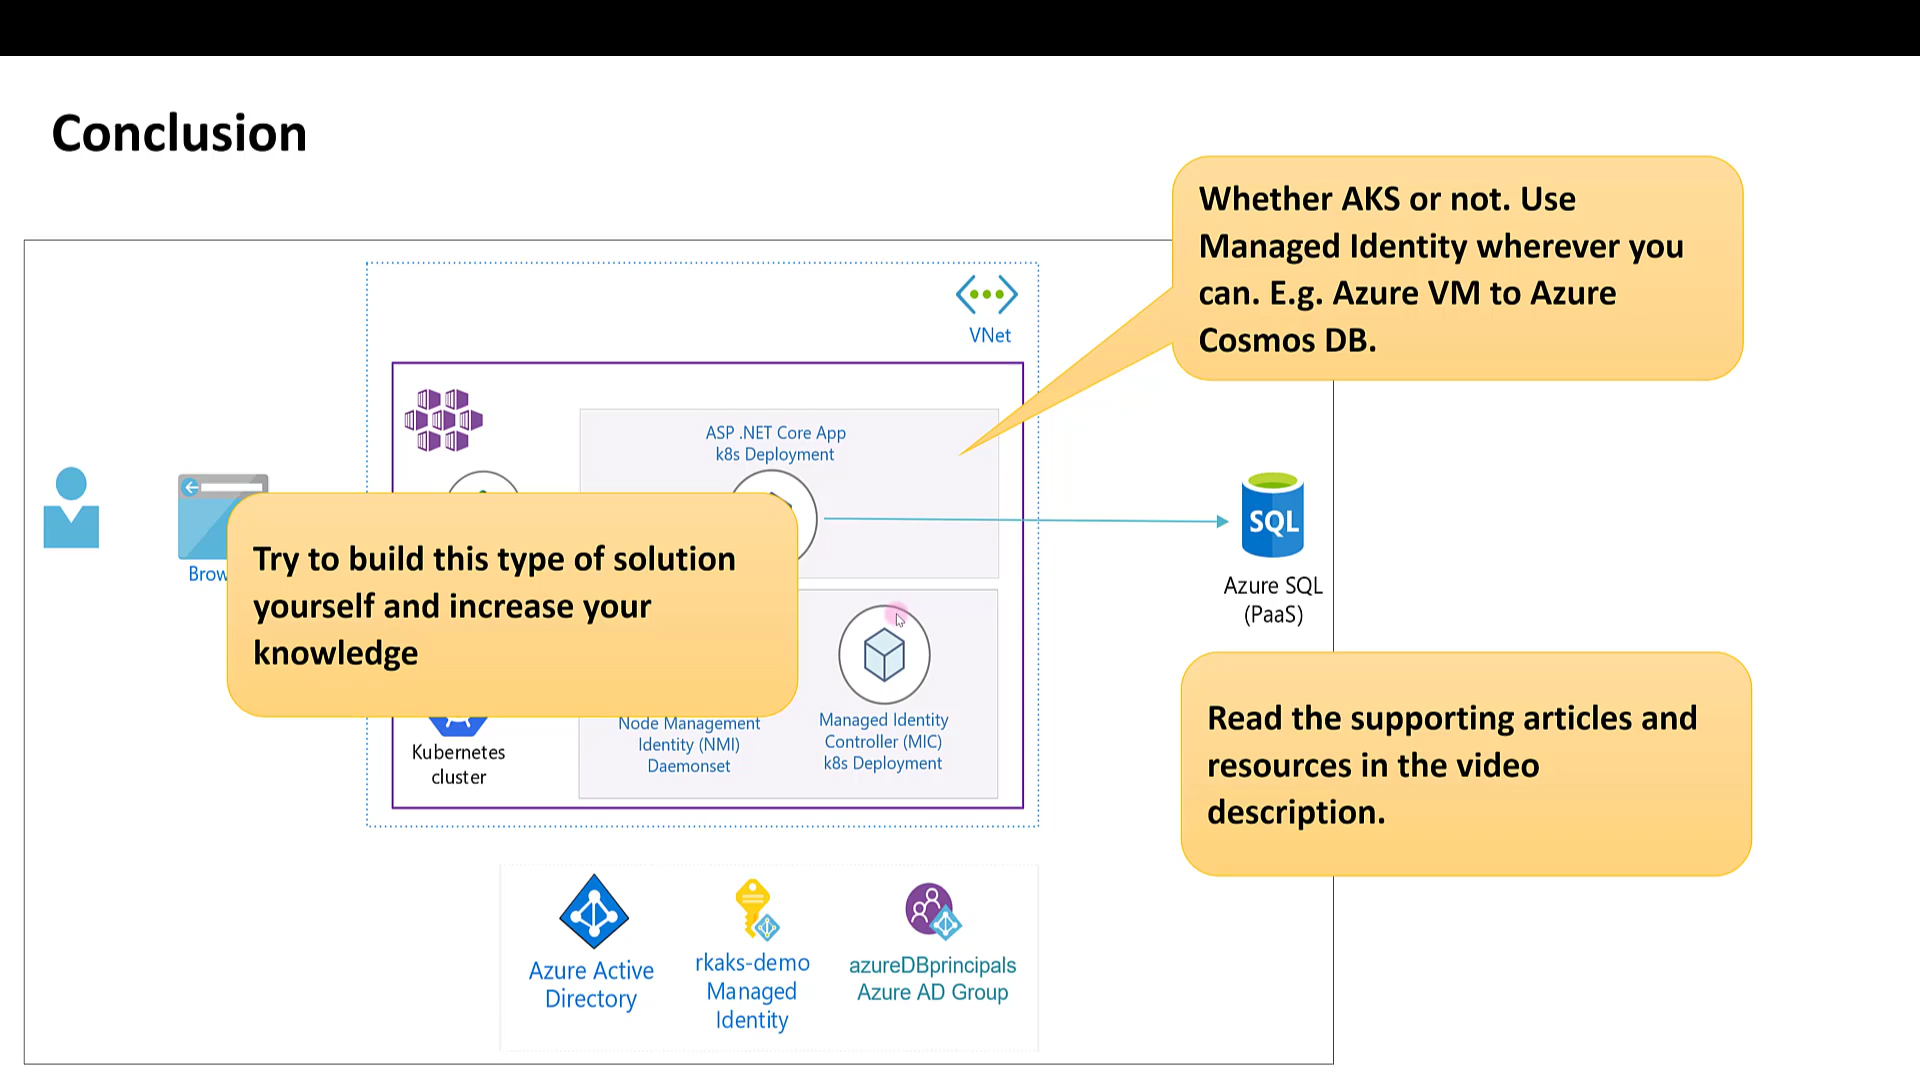 Conclusion
Whether AKS or not. Use
Managed Identity wherever you
can. E.g. Azure VM to Azure
Cosmos DB.
VNet
ASP .NET Core App
k8s Deployment
Brow
Try to build this type of solution
yourself and increase your
knowledge
SQL
Azure SQL
(PaaS)
Node Management
Identity (NMI)
Daemonset
Managed Identity
Controller (MIC)
k8s Deployment
Kubernetes
cluster
Read the supporting articles and
resources in the video
description.
Azure Active
Directory
rkaks-demo
Managed
Identity
azureDBprincipals
Azure AD Group